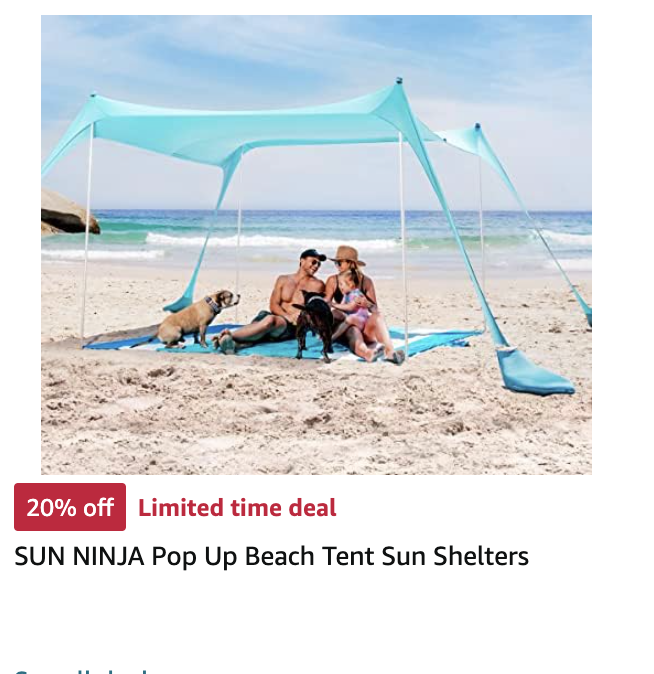 20% off Limited time deal
SUN NINJA Pop Up Beach Tent Sun Shelters